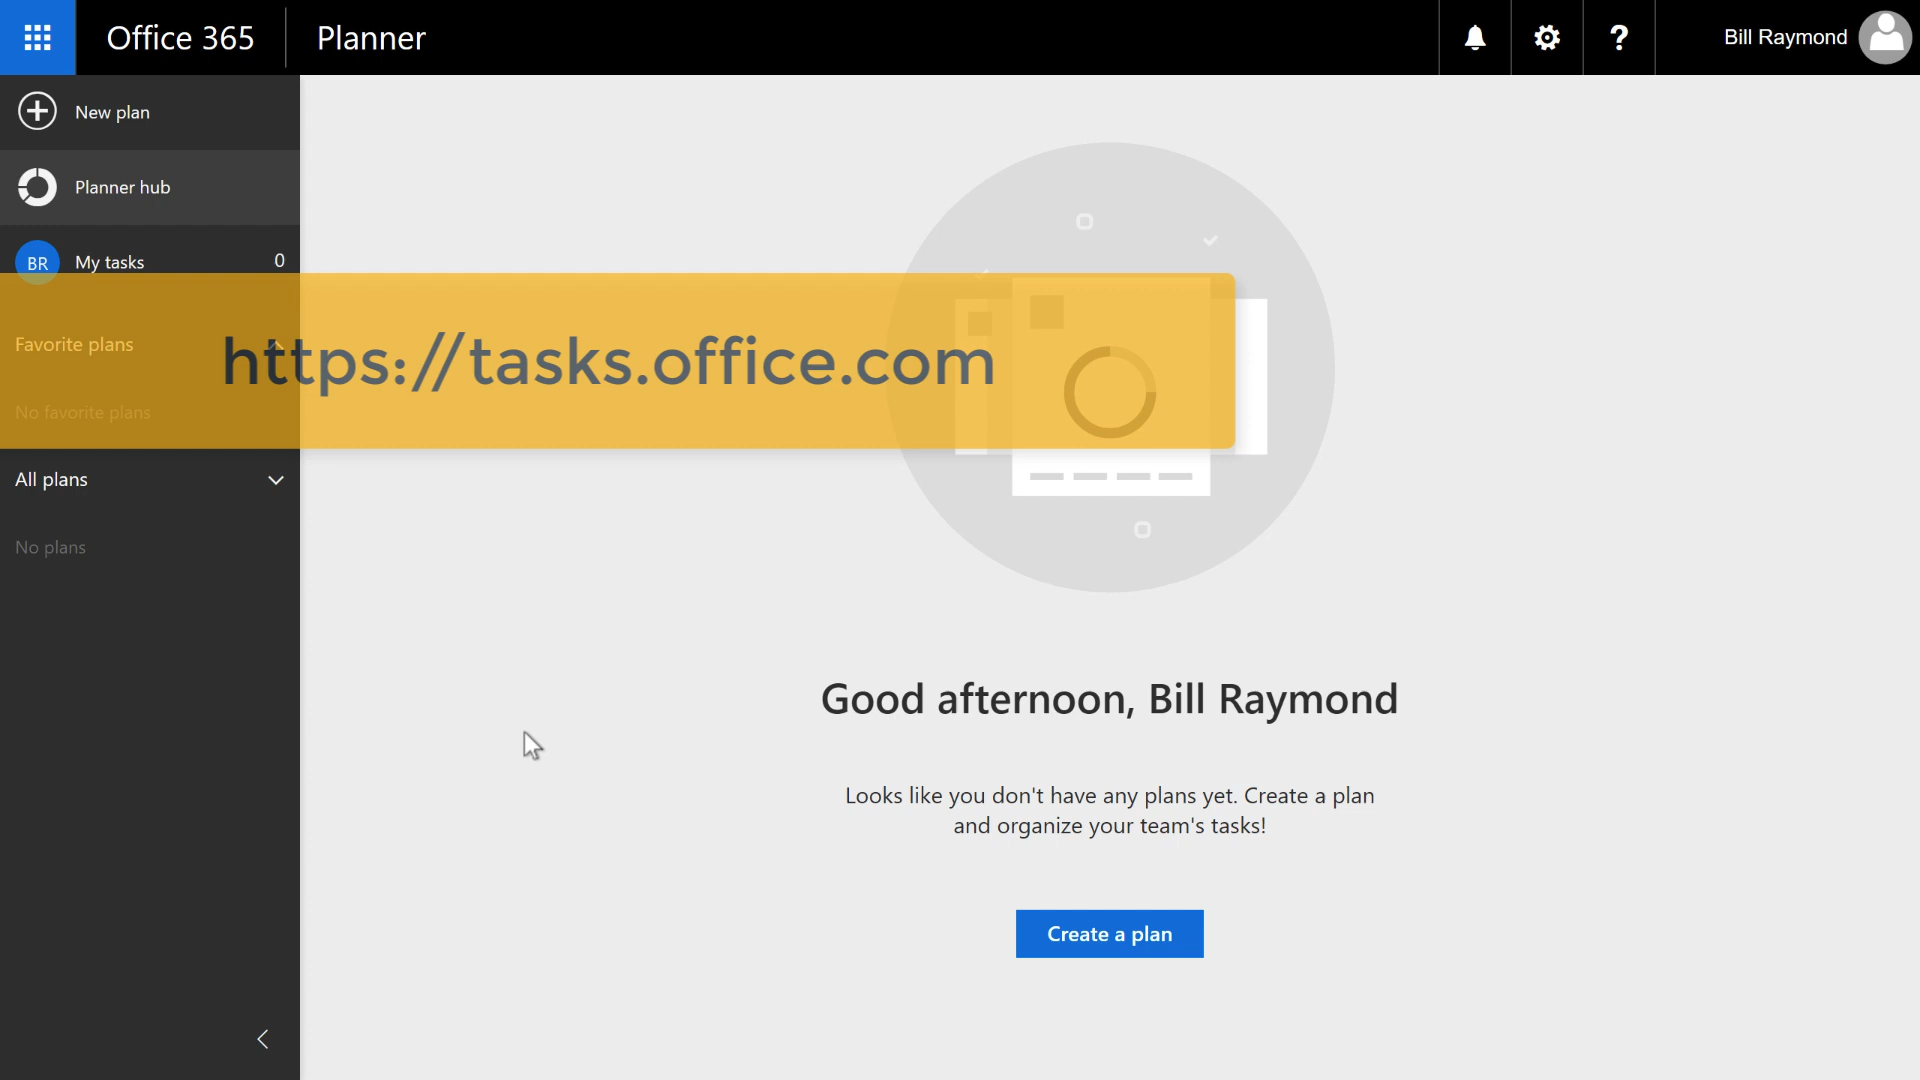 Office 365
Planner
Bill Raymond
New plan
Planner hub
BR
My tasks
0
Favorite plans
https://tasks.office.com
No favorite plans
All plans
No plans
Good afternoon, Bill Raymond
Looks like you don't have any plans yet. Create a plan
and organize your team's tasks!
Create a plan